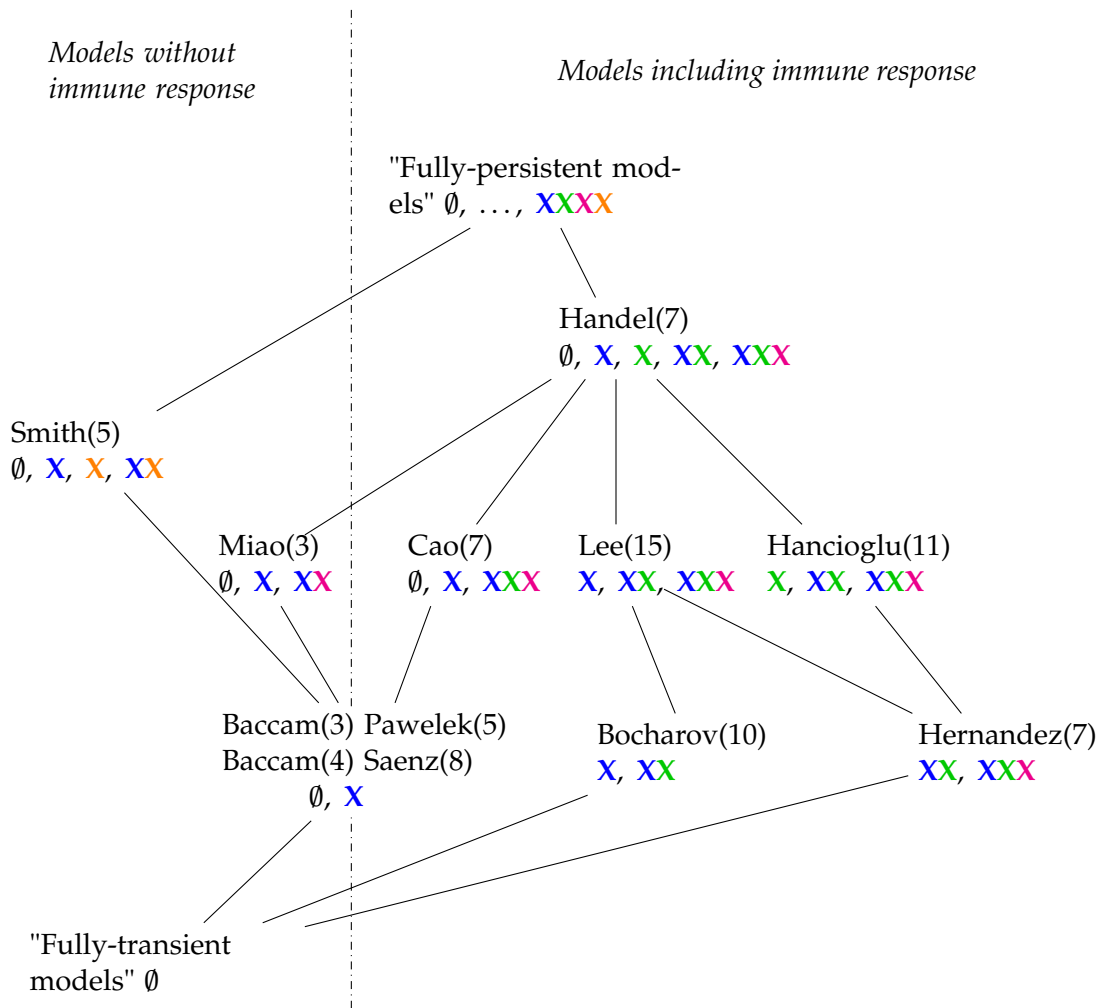 Models without
immune response
Models including immune response
"Fully-persistent mod-
els" ∅, ..., XXXX
Handel(7)
∅, X, X, XX, XXX
Smith(5)
∅, X, X, XX
Miao(3)
∅, X, XX
Cao(7)
∅, X, XXX
Lee(15)
X, XX, XXX
Hancioglu(11)
X, XX, XXX
Baccam(3) Pawelek(5)
Baccam(4) Saenz(8)
∅, X
Bocharov(10)
X, XX
Hernandez(7)
XX, XXX
"Fully-transient
models" ∅